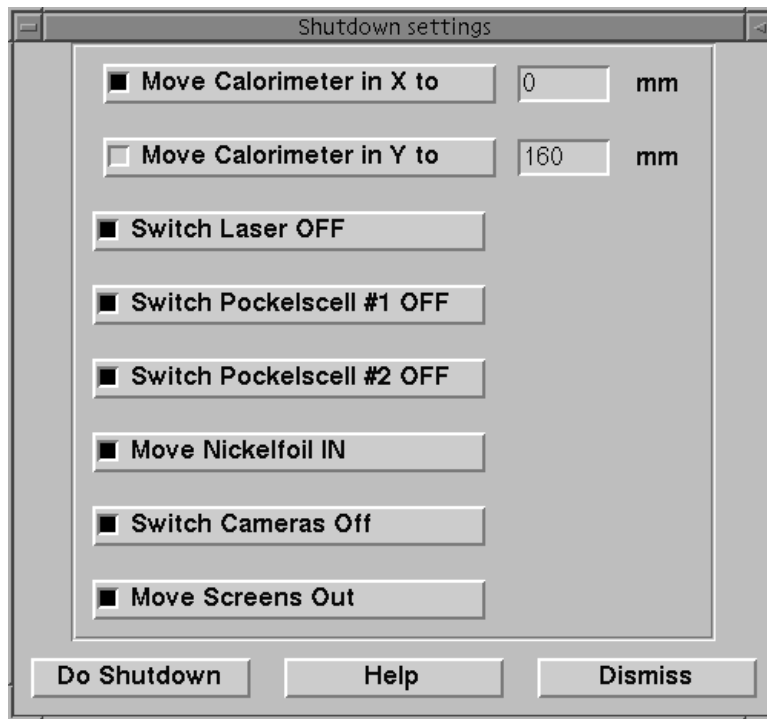 Shutdown settings
Move Calorimeter in X to 0 mm
Move Calorimeter in Y to 160 mm
Switch Laser OFF
Switch Pockelscell #1 OFF
Switch Pockelscell #2 OFF
Move Nickelfoil IN
Switch Cameras Off
Move Screens Out
Do Shutdown Help Dismiss